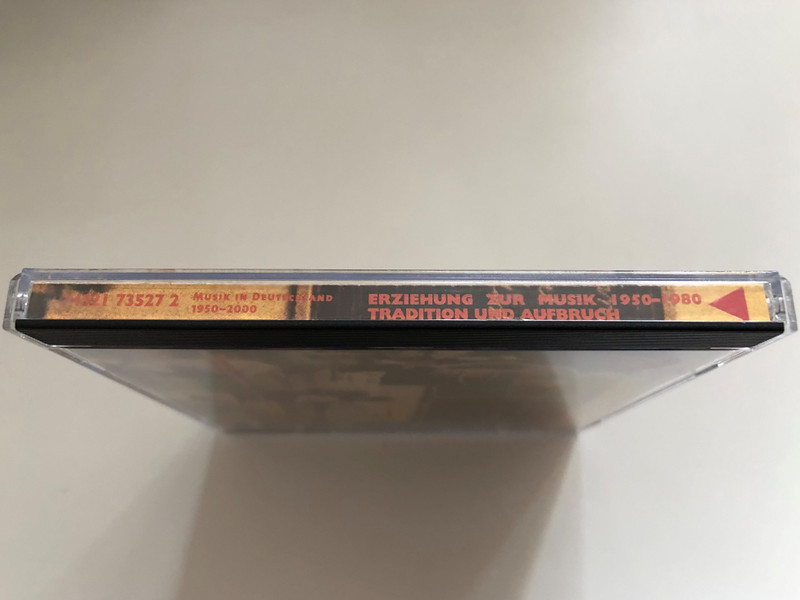 73527 2
MUSIK IN DEUTSCHLAND
1950–2000
ERZIEHUNG ZUR MUSIK 1950–1980
TRADITION UND AUFBRUCH